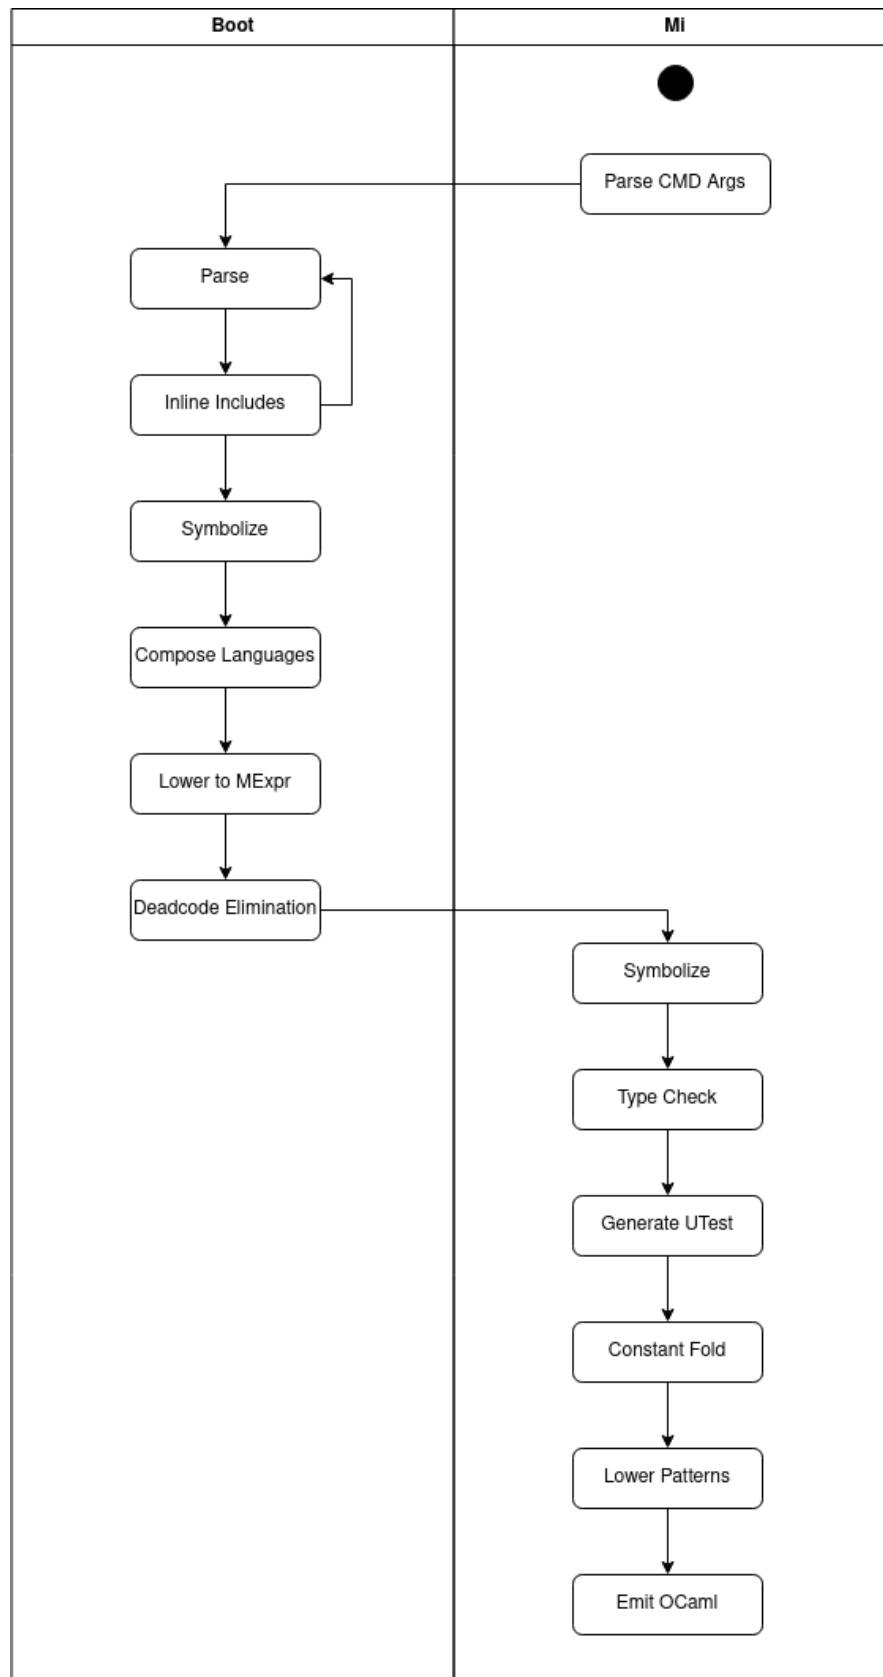 Boot
Mi
Parse CMD Args
Parse
Inline Includes
Symbolize
Compose Languages
Lower to MExpr
Deadcode Elimination
Symbolize
Type Check
Generate UTest
Constant Fold
Lower Patterns
Emit OCaml